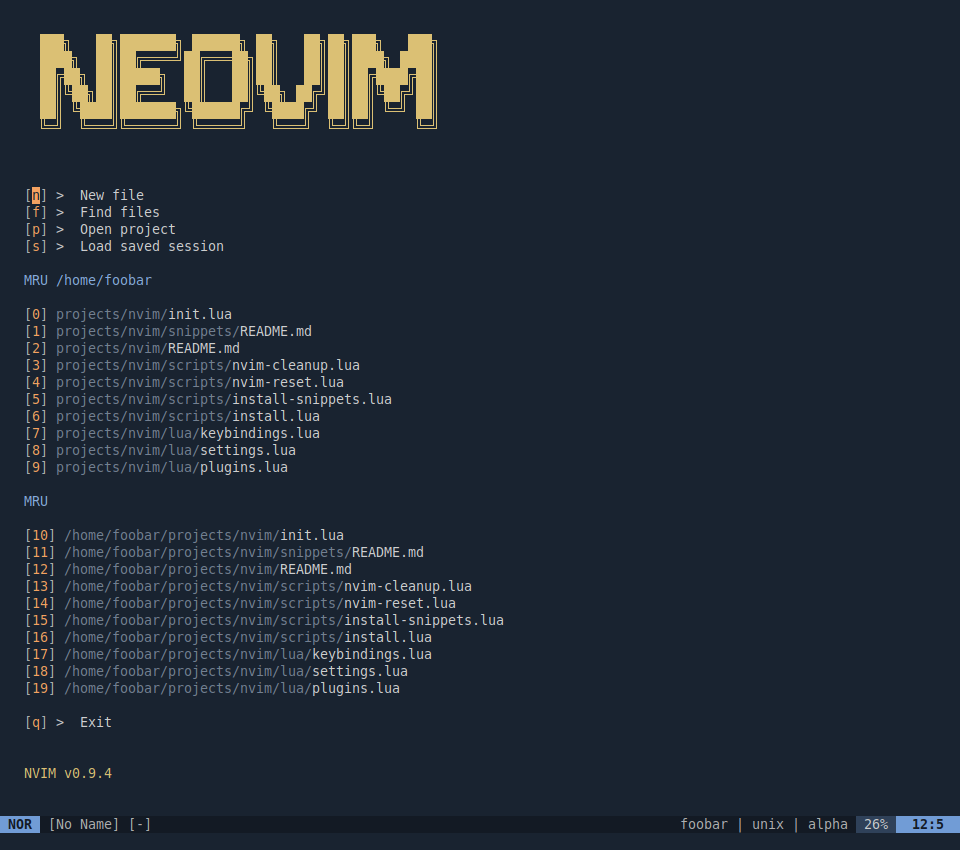 NEOVIM
[n] >  New file
[f] >  Find files
[p] >  Open project
[s] >  Load saved session
MRU /home/foobar
[0] projects/nvim/init.lua
[1] projects/nvim/snippets/README.md
[2] projects/nvim/README.md
[3] projects/nvim/scripts/nvim-cleanup.lua
[4] projects/nvim/scripts/nvim-reset.lua
[5] projects/nvim/scripts/install-snippets.lua
[6] projects/nvim/scripts/install.lua
[7] projects/nvim/lua/keybindings.lua
[8] projects/nvim/lua/settings.lua
[9] projects/nvim/lua/plugins.lua
MRU
[10] /home/foobar/projects/nvim/init.lua
[11] /home/foobar/projects/nvim/snippets/README.md
[12] /home/foobar/projects/nvim/README.md
[13] /home/foobar/projects/nvim/scripts/nvim-cleanup.lua
[14] /home/foobar/projects/nvim/scripts/nvim-reset.lua
[15] /home/foobar/projects/nvim/scripts/install-snippets.lua
[16] /home/foobar/projects/nvim/scripts/install.lua
[17] /home/foobar/projects/nvim/lua/keybindings.lua
[18] /home/foobar/projects/nvim/lua/settings.lua
[19] /home/foobar/projects/nvim/lua/plugins.lua
[q] >  Exit
NVIM v0.9.4
NOR [No Name] [-] foobar | unix | alpha 26% 12:5